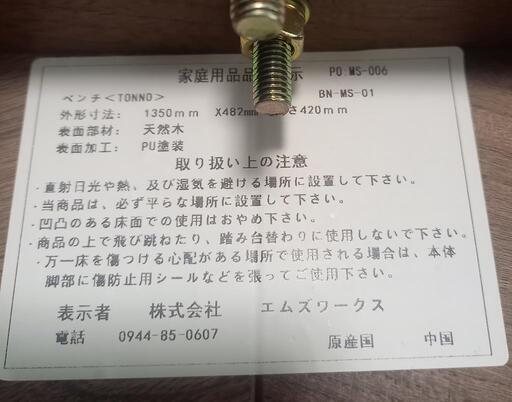 家庭用品品 示 PO:MS-006
ベンチ<TONNO> BN-MS-01
外形寸法: 1350mm X482mm さ420mm
表面部材: 天然木
表面加工: PU塗装
取り扱い上の注意
・直射日光や熱、及び湿気を避ける場所に設置して下さい。
・当商品は、必ず平らな場所に設置して下さい。
・凹凸のある床面での使用はおやめ下さい。
・商品の上で飛び跳ねたり、踏み台替わりに使用しないで下さい。
・万一床を傷つける心配がある場所で使用される場合は、本体
脚部に傷防止用シールなどを張ってご使用下さい。
表示者 株式会社 エムズワークス
電話 0944-85-0607
原産国 中国